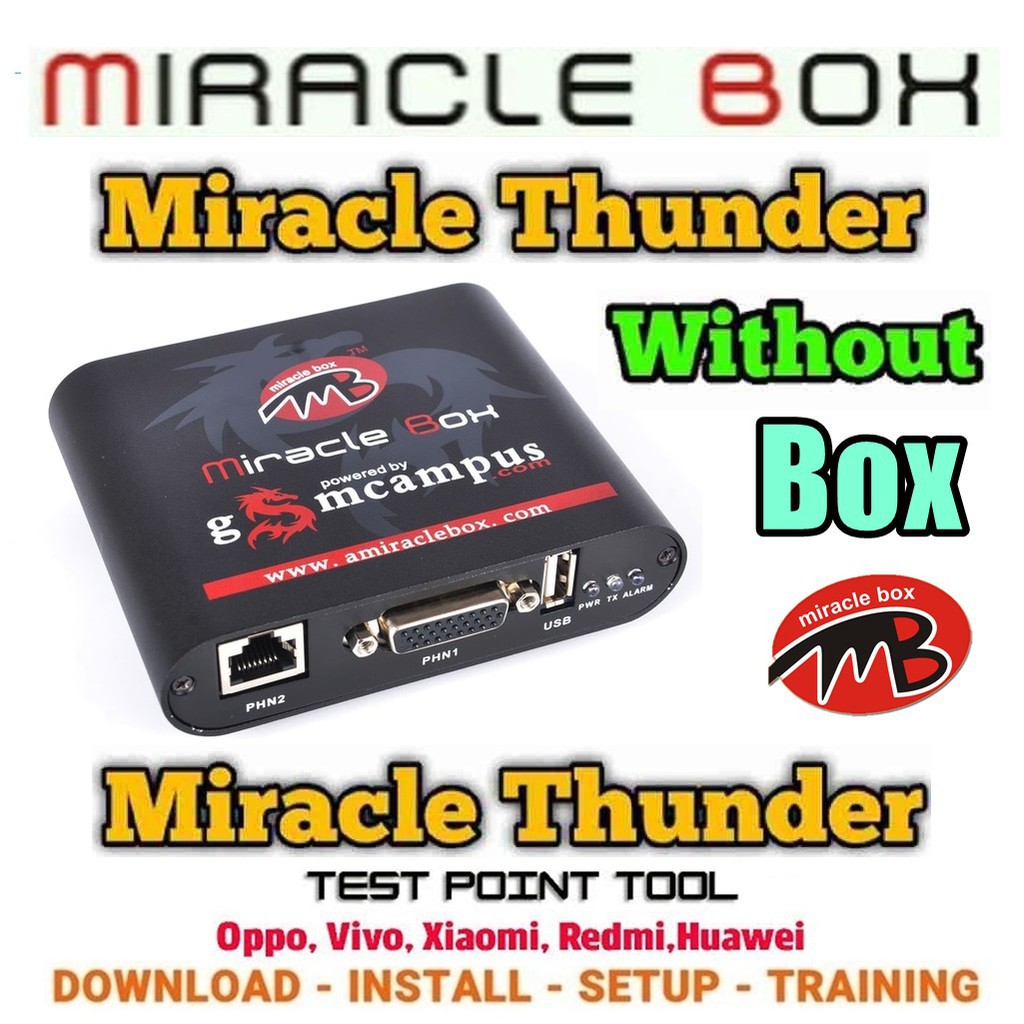 MIRACLE BOX
Miracle Thunder
Without
Box
miracle box
MB
TM
Miracle Box
powered by
gsmcampus
.com
www. amiraclebox. com
PHN2
PHN1
USB
PWR TX ALARM
miracle box
MB
Miracle Thunder
TEST POINT TOOL
Oppo, Vivo, Xiaomi, Redmi,Huawei
DOWNLOAD - INSTALL - SETUP - TRAINING